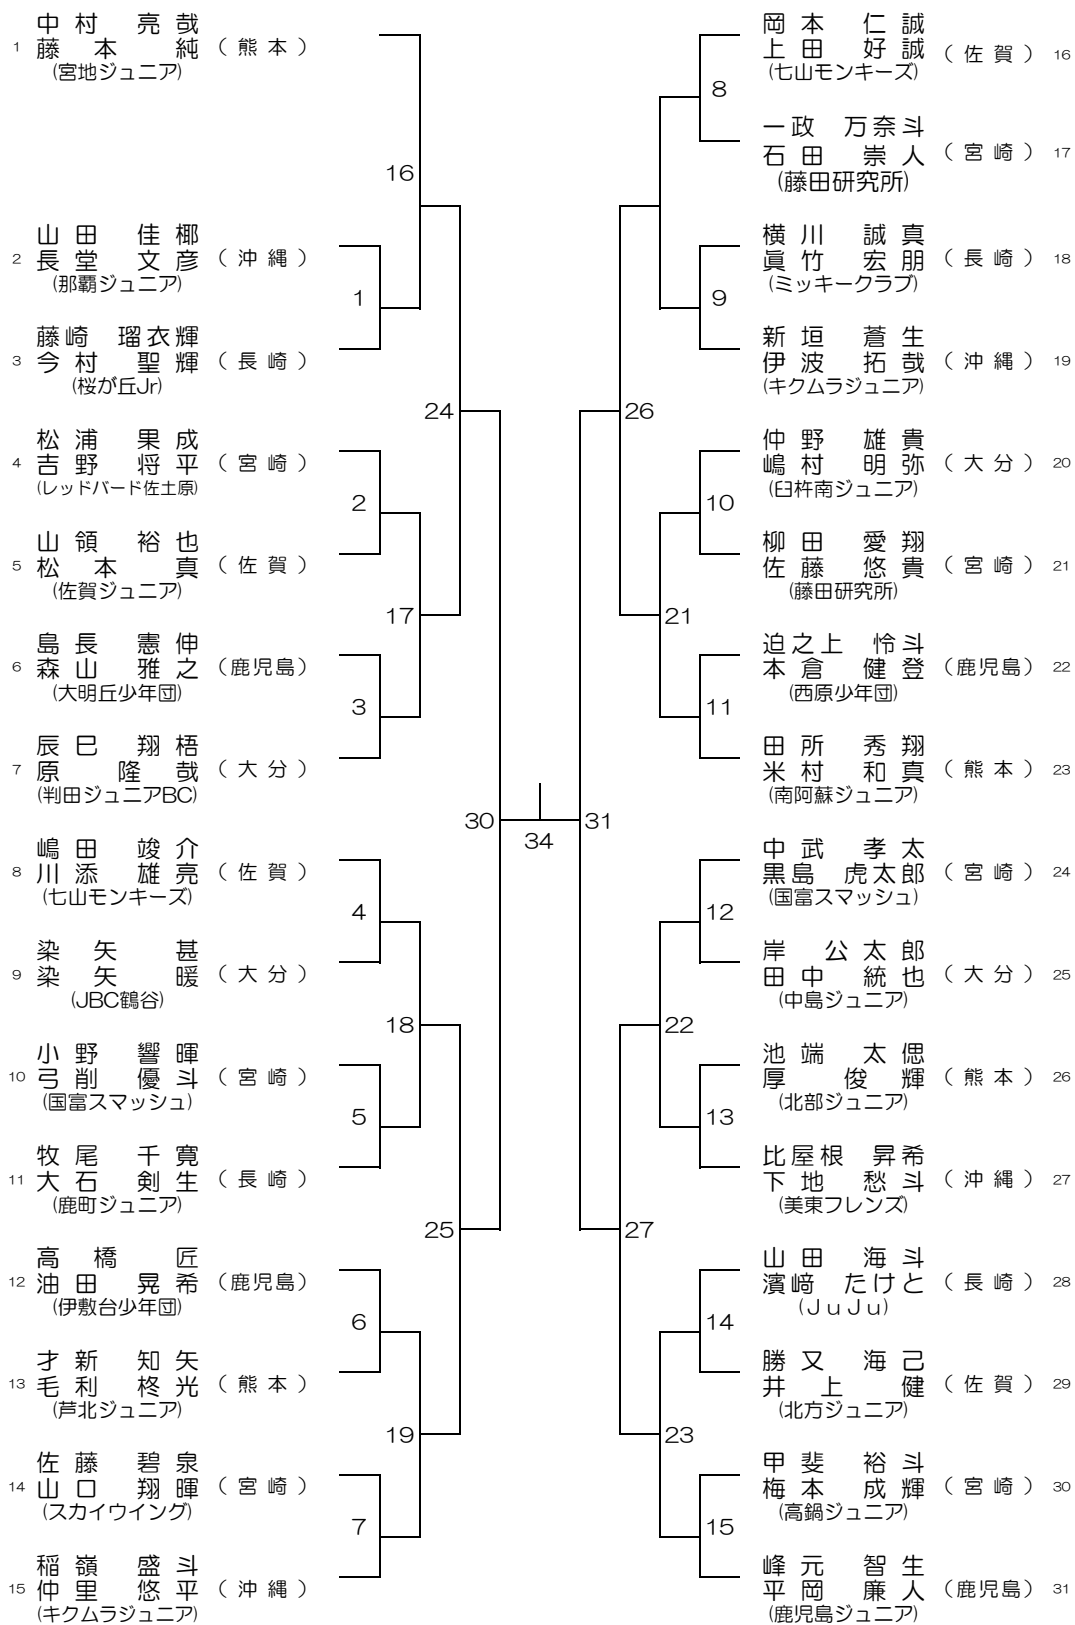 中村 亮哉
1 藤本 純 （熊本）
(宮地ジュニア)
山田 佳椰
2 長堂 文彦 （沖縄）
(那覇ジュニア)
藤崎 瑠衣輝
3 今村 聖輝 （長崎）
(桜が丘Jr)
松浦 果成
4 吉野 将平 （宮崎）
(レッドバード佐土原)
山領 裕也
5 松本 真 （佐賀）
(佐賀ジュニア)
島長 憲伸
6 森山 雅之 （鹿児島）
(大明丘少年団)
辰巳 翔梧
7 原 隆哉 （大分）
(判田ジュニアBC)
嶋田 竣介
8 川添 雄亮 （佐賀）
(七山モンキーズ)
染矢 甚
9 染矢 暖 （大分）
(JBC鶴谷)
小野 響暉
10 弓削 優斗 （宮崎）
(国富スマッシュ)
牧尾 千寛
11 大石 剣生 （長崎）
(鹿町ジュニア)
高橋 匠
12 油田 晃希 （鹿児島）
(伊敷台少年団)
才新 知矢
13 毛利 柊光 （熊本）
(芦北ジュニア)
佐藤 碧泉
14 山口 翔暉 （宮崎）
(スカイウイング)
稲嶺 盛斗
15 仲里 悠平 （沖縄）
(キクムラジュニア)
16
1
24
2
17
3
30
4
18
5
25
6
19
7
34
8
9
26
10
21
11
31
12
22
13
27
14
23
15
岡本 仁誠
上田 好誠 （佐賀） 16
(七山モンキーズ)
一政 万奈斗
石田 崇人 （宮崎） 17
(藤田研究所)
横川 誠真
眞竹 宏朋 （長崎） 18
(ミッキークラブ)
新垣 蒼生
伊波 拓哉 （沖縄） 19
(キクムラジュニア)
仲野 雄貴
嶋村 明弥 （大分） 20
(臼杵南ジュニア)
柳田 愛翔
佐藤 悠貴 （宮崎） 21
(藤田研究所)
迫之上 怜斗
本倉 健登 （鹿児島） 22
(西原少年団)
田所 秀翔
米村 和真 （熊本） 23
(南阿蘇ジュニア)
中武 孝太
黒島 虎太郎 （宮崎） 24
(国富スマッシュ)
岸 公太郎
田中 統也 （大分） 25
(中島ジュニア)
池端 太偲
厚 俊輝 （熊本） 26
(北部ジュニア)
比屋根 昇希
下地 愁斗 （沖縄） 27
(美東フレンズ)
山田 海斗
濱﨑 たけと （長崎） 28
(ＪｕＪｕ)
勝又 海己
井上 健 （佐賀） 29
(北方ジュニア)
甲斐 裕斗
梅本 成輝 （宮崎） 30
(高鍋ジュニア)
峰元 智生
平岡 廉人 （鹿児島） 31
(鹿児島ジュニア)